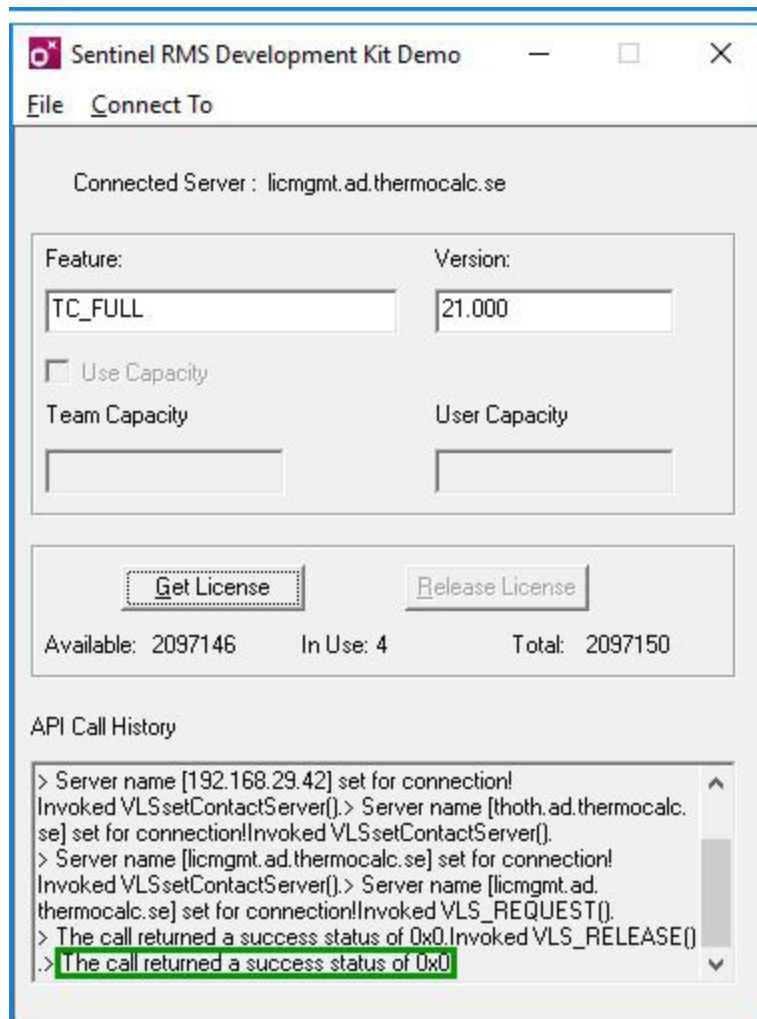 Sentinel RMS Development Kit Demo
File Connect To
Connected Server : licmgmt.ad.thermocalc.se
Feature: Version:
TC_FULL 21.000
Use Capacity
Team Capacity User Capacity
Get License Release License
Available: 2097146 In Use: 4 Total: 2097150
API Call History
> Server name [192.168.29.42] set for connection!
Invoked VLSsetContactServer().> Server name [thoth.ad.thermocalc.
se] set for connection!Invoked VLSsetContactServer().
> Server name [licmgmt.ad.thermocalc.se] set for connection!
Invoked VLSsetContactServer().> Server name [licmgmt.ad.
thermocalc.se] set for connection!Invoked VLS_REQUEST().
> The call returned a success status of 0x0.Invoked VLS_RELEASE()
.> The call returned a success status of 0x0